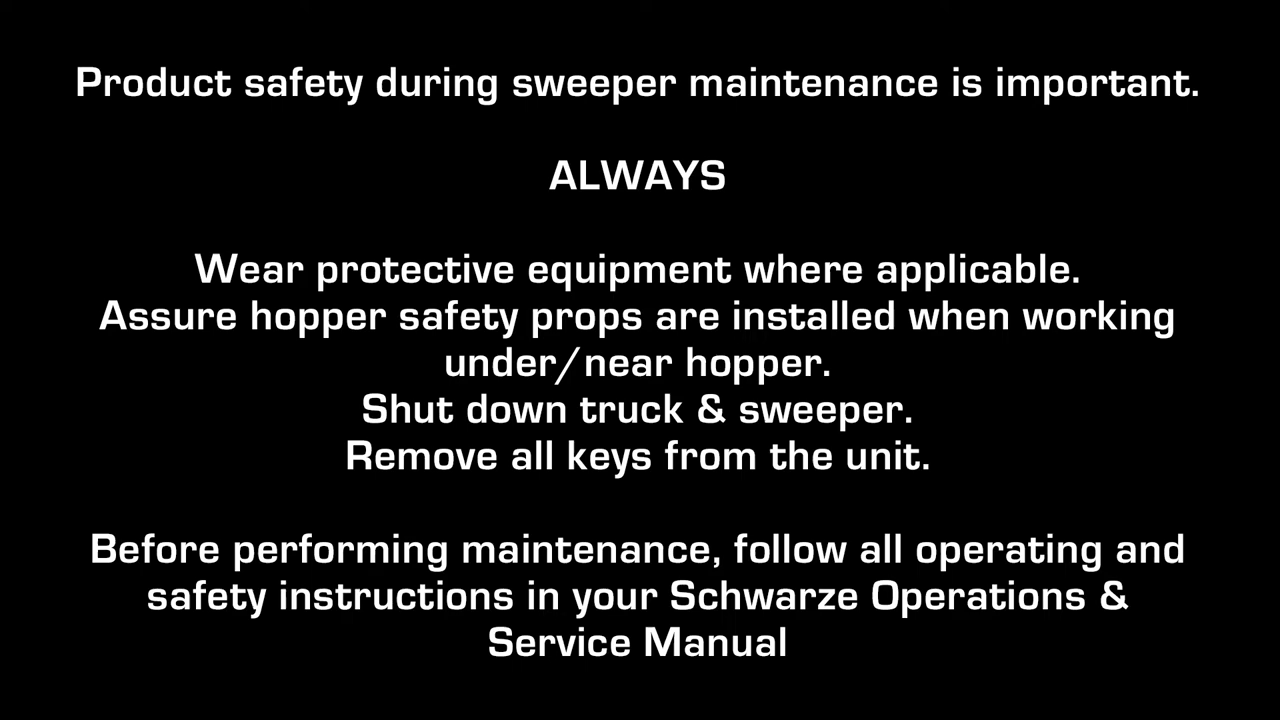 Product safety during sweeper maintenance is important.
ALWAYS
Wear protective equipment where applicable.
Assure hopper safety props are installed when working
under/near hopper.
Shut down truck & sweeper.
Remove all keys from the unit.
Before performing maintenance, follow all operating and
safety instructions in your Schwarze Operations &
Service Manual